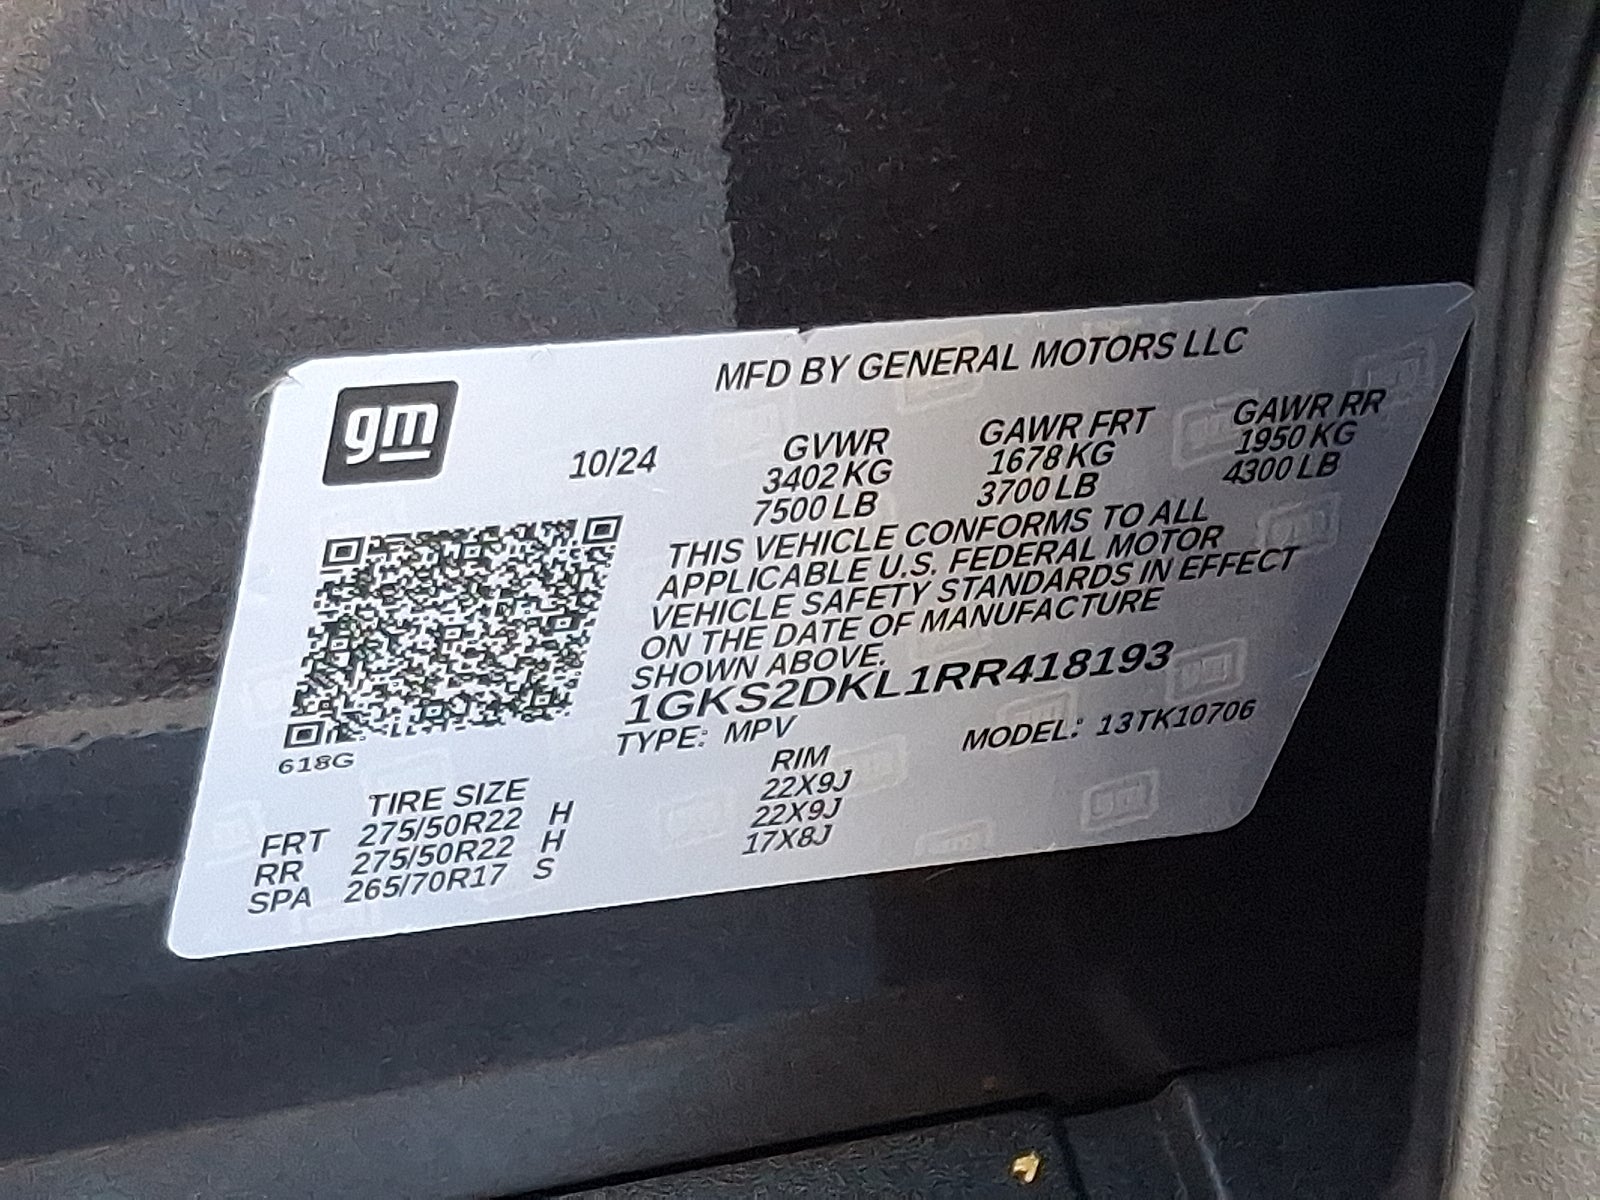 MFD BY GENERAL MOTORS LLC
gm
10/24
GVWR GAWR FRT GAWR RR
3402 KG 1678 KG 1950 KG
7500 LB 3700 LB 4300 LB
THIS VEHICLE CONFORMS TO ALL
APPLICABLE U.S. FEDERAL MOTOR
VEHICLE SAFETY STANDARDS IN EFFECT
ON THE DATE OF MANUFACTURE
SHOWN ABOVE.
1GKS2DKL1RR418193
TYPE: MPV MODEL: 13TK10706
618G
TIRE SIZE RIM
FRT 275/50R22 H 22X9J
RR 275/50R22 H 22X9J
SPA 265/70R17 S 17X8J